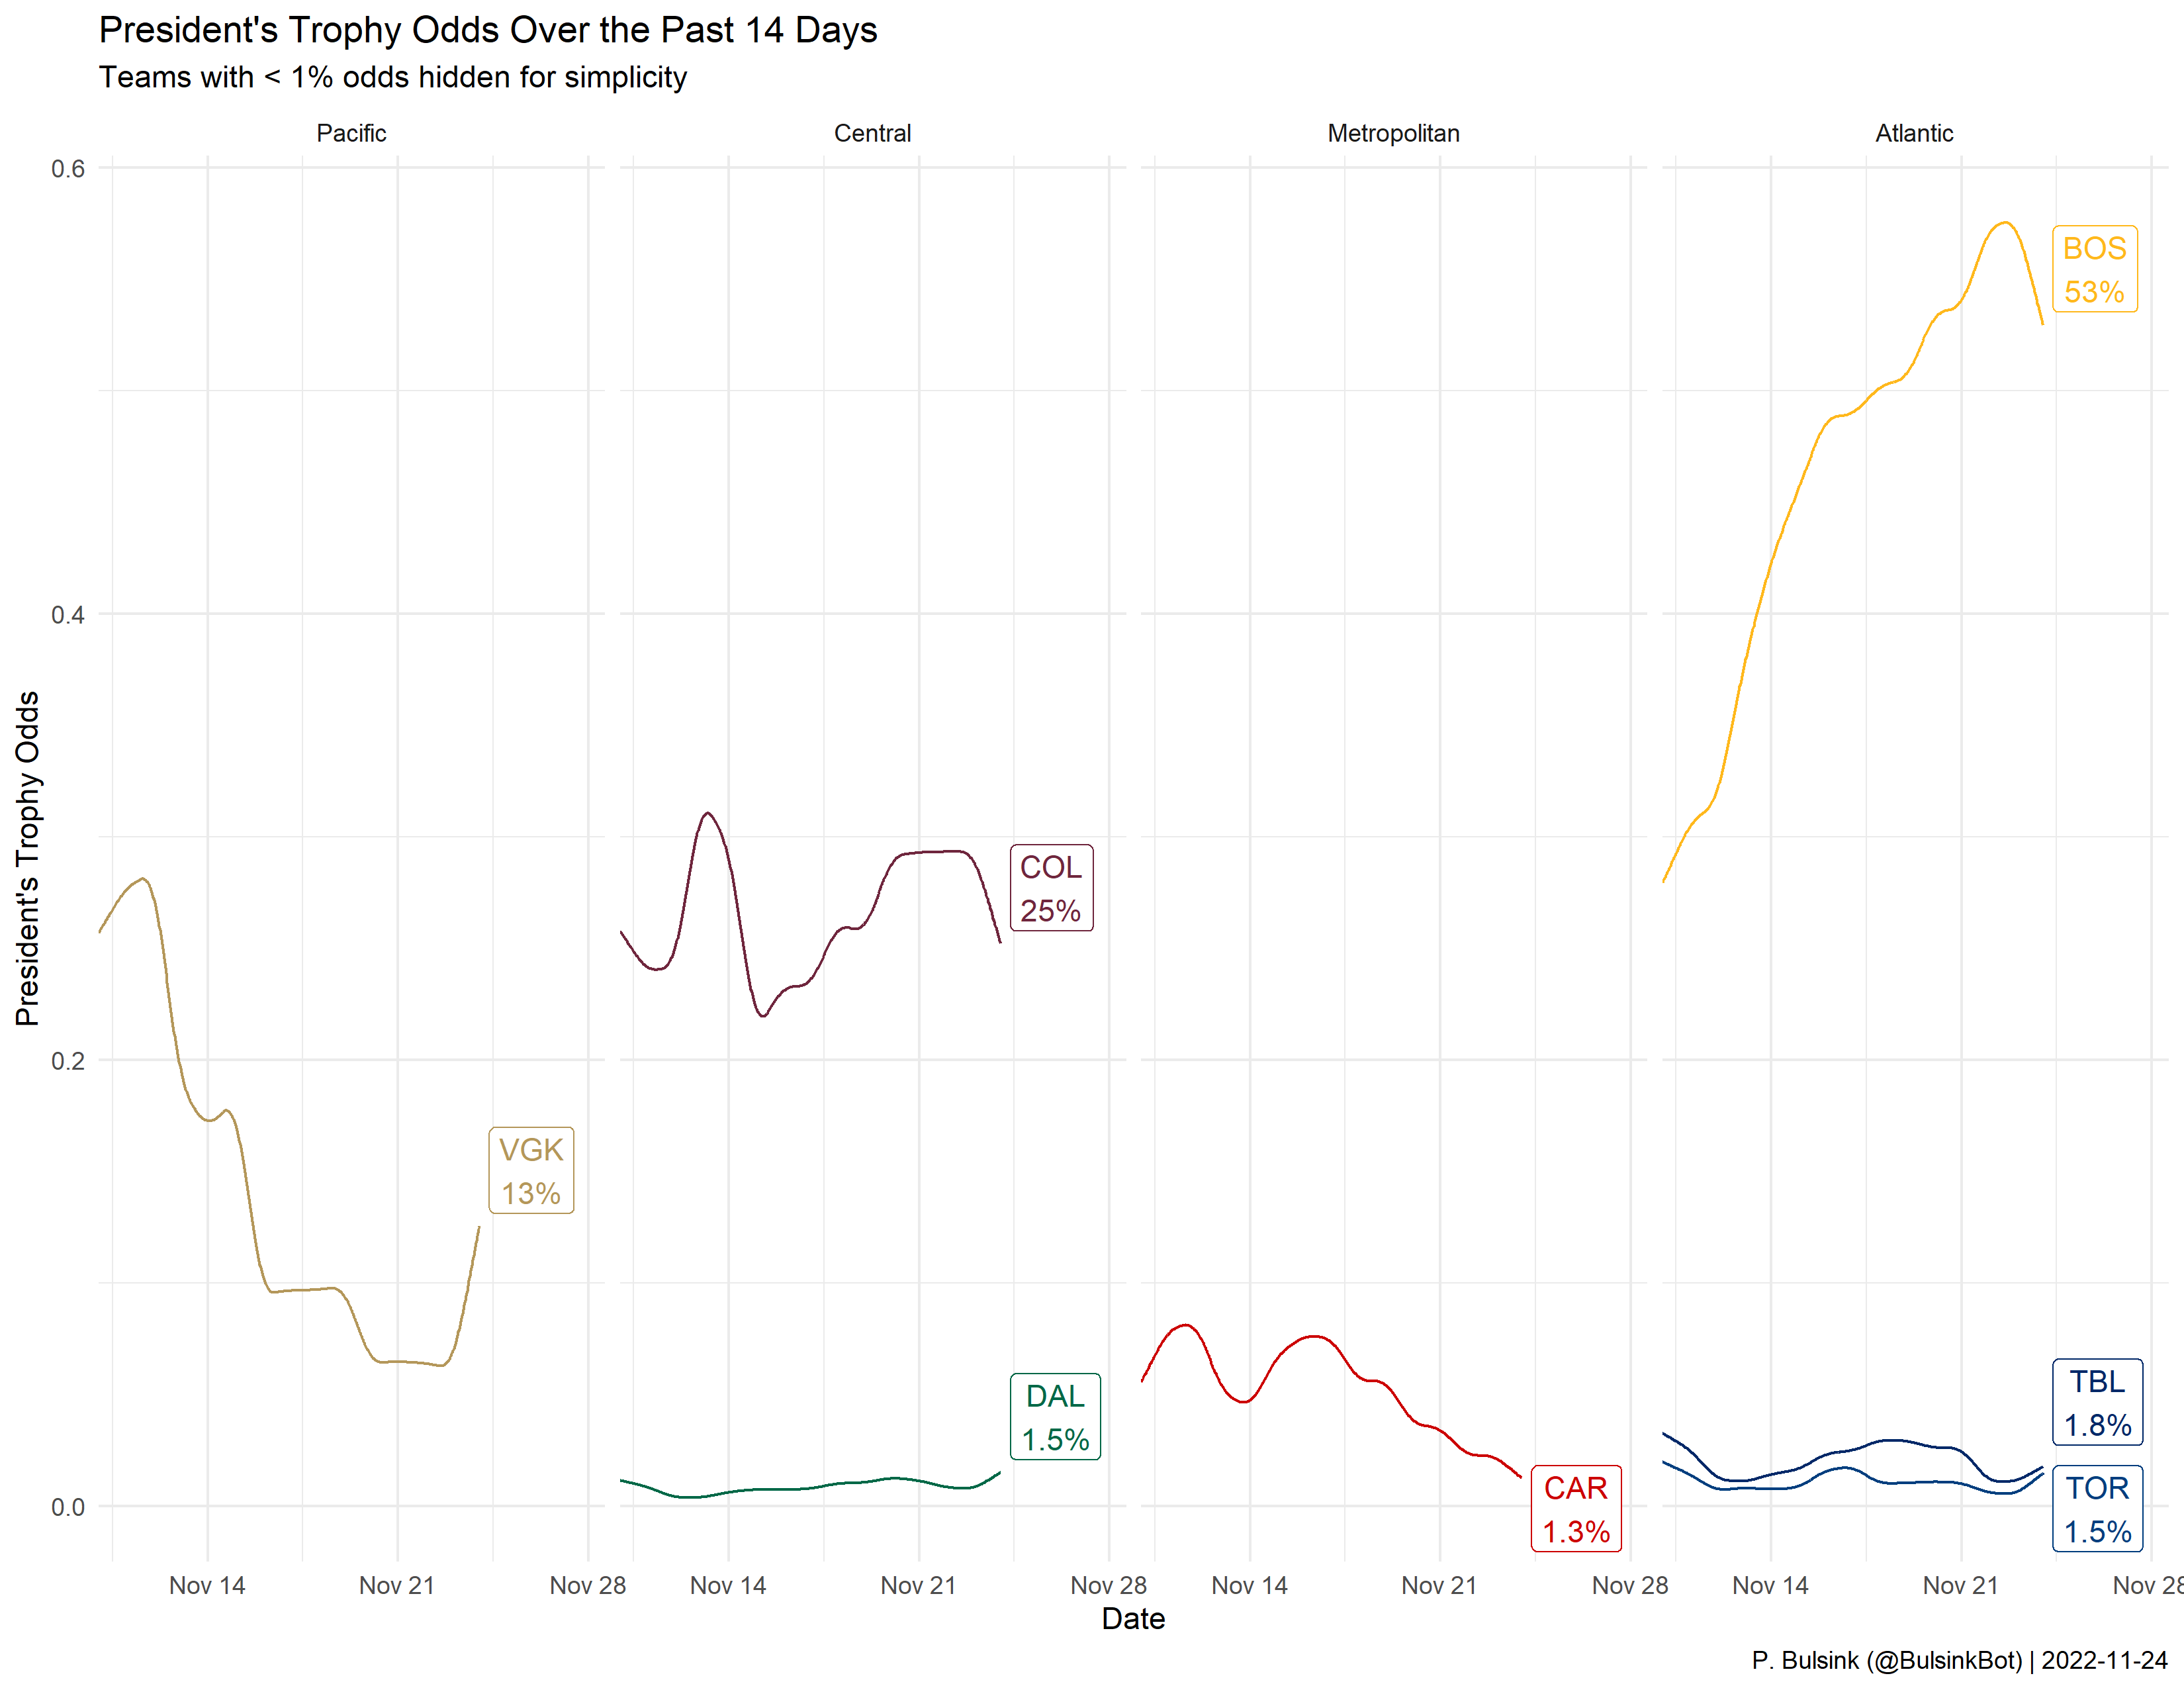 President's Trophy Odds Over the Past 14 Days
Teams with < 1% odds hidden for simplicity
Pacific
Central
Metropolitan
Atlantic
0.6
0.4
0.2
0.0
President's Trophy Odds
BOS
53%
COL
25%
VGK
13%
DAL
1.5%
CAR
1.3%
TBL
1.8%
TOR
1.5%
Nov 14
Nov 21
Nov 28
Nov 14
Nov 21
Nov 28
Nov 14
Nov 21
Nov 28
Nov 14
Nov 21
Nov 28
Date
P. Bulsink (@BulsinkBot) | 2022-11-24